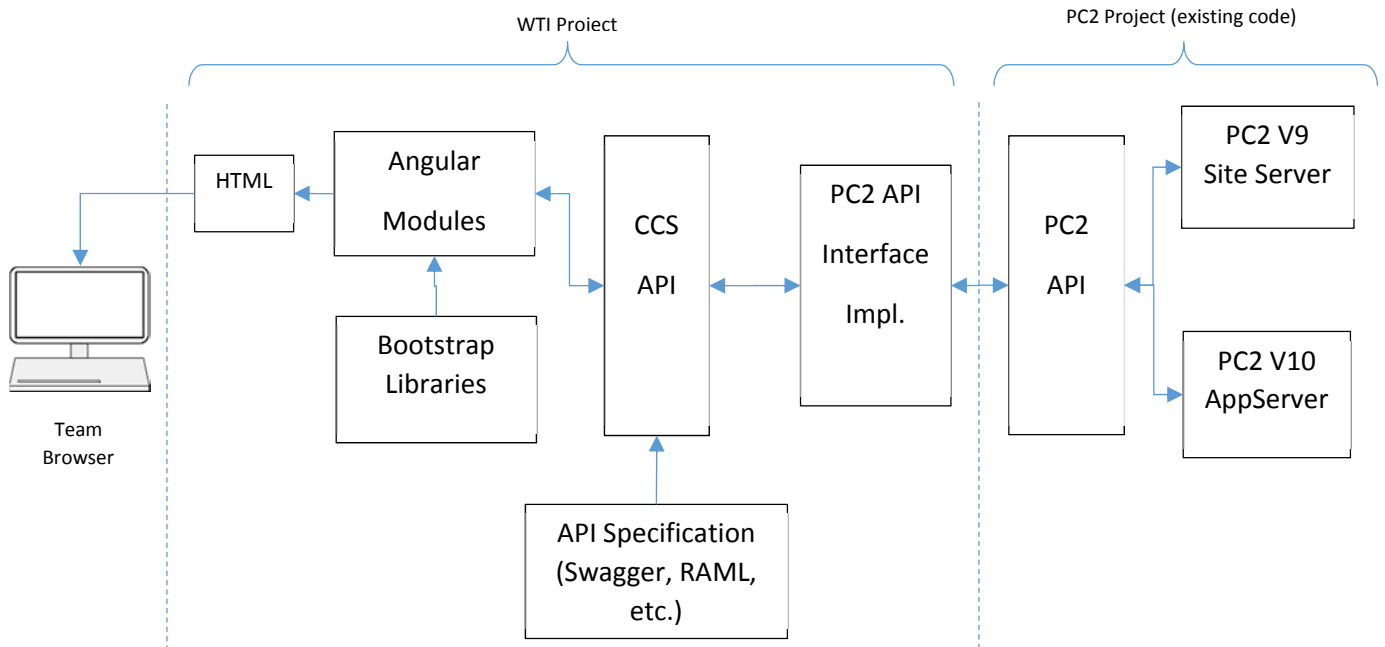 WTI Project
PC2 Project (existing code)
HTML
Angular
Modules
Bootstrap
Libraries
CCS
API
API Specification
(Swagger, RAML,
etc.)
PC2 API
Interface
Impl.
PC2
API
PC2 V9
Site Server
PC2 V10
AppServer
Team
Browser